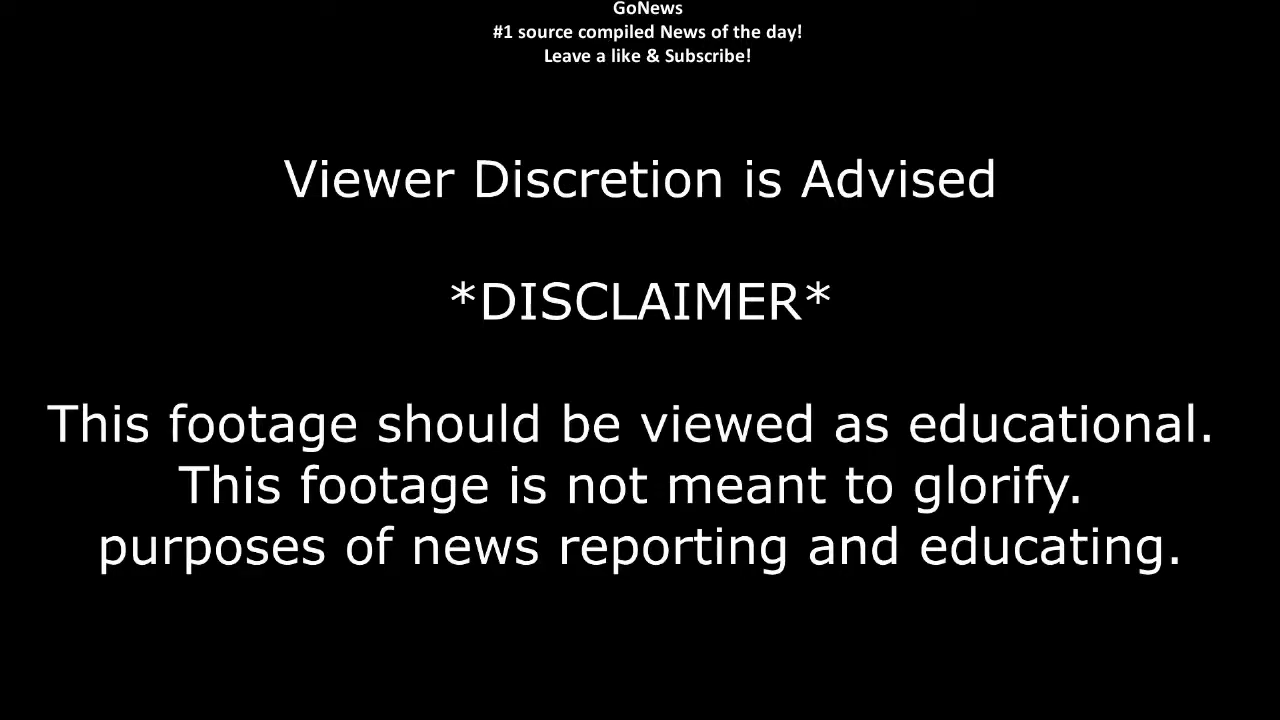 GoNews
#1 source compiled News of the day!
Leave a like & Subscribe!
Viewer Discretion is Advised
*DISCLAIMER*
This footage should be viewed as educational.
This footage is not meant to glorify.
purposes of news reporting and educating.